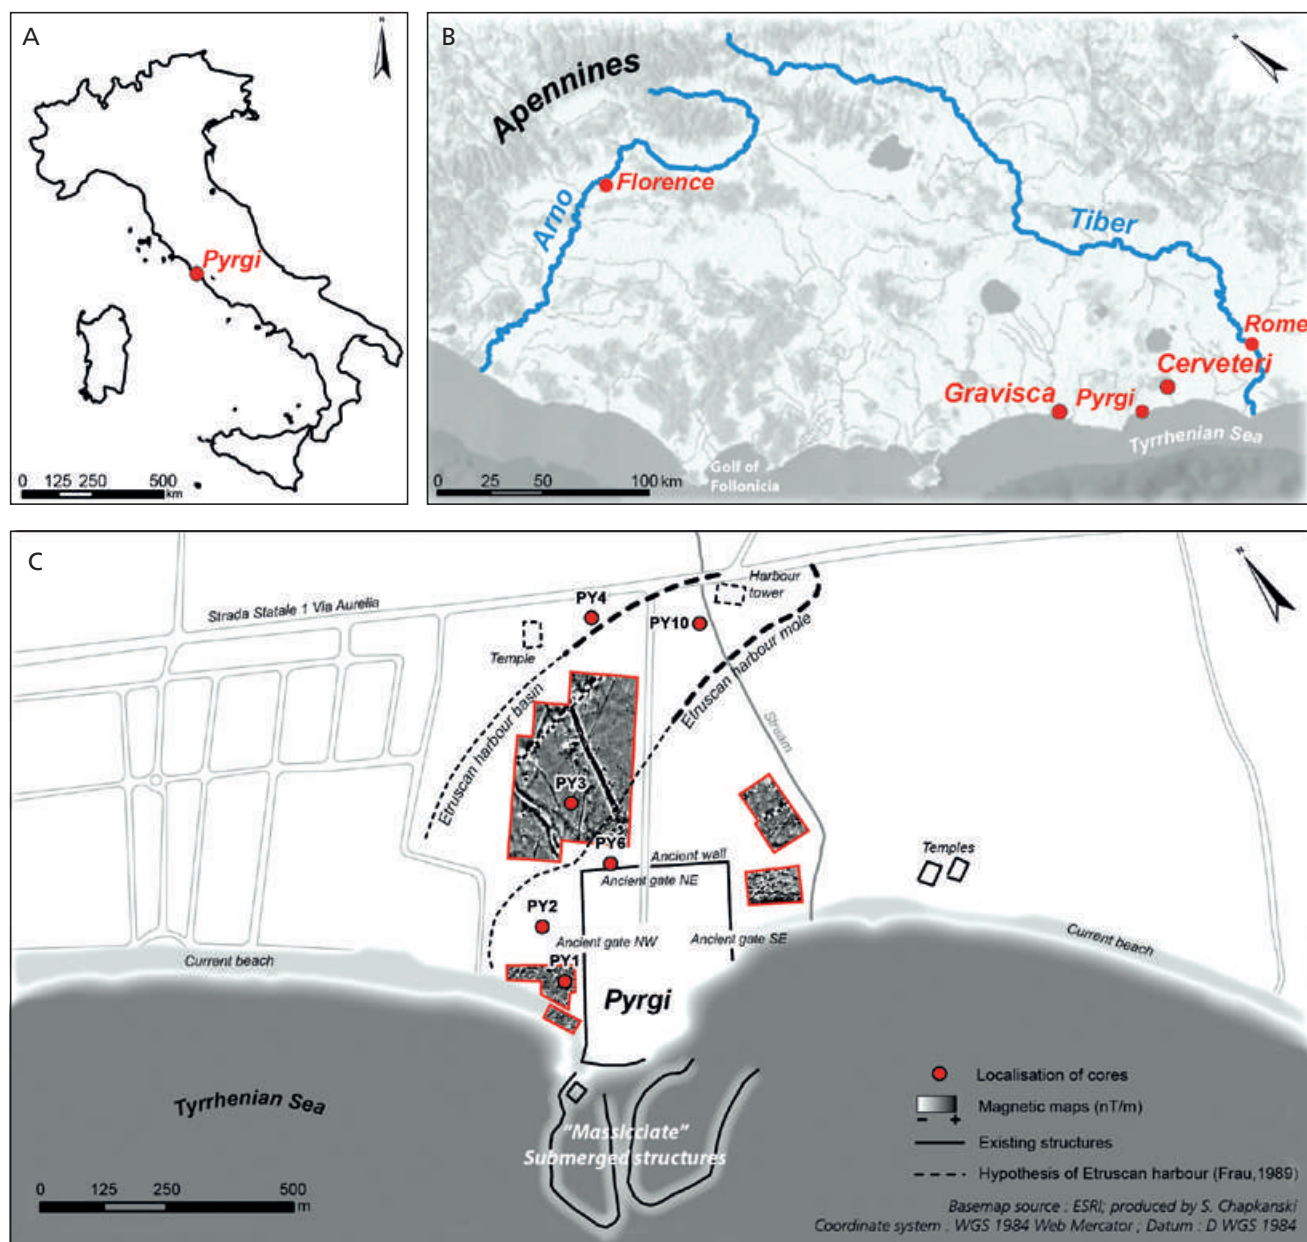 A
N
Pyrgi
0 125 250 500
km
B
Apennines
Arno
Florence
Tiber
Rome
Cerveteri
Gravisca
Pyrgi
Tyrrhenian Sea
Golf of
Follonicia
0 25 50 100 km
C
N
Strada Statale 1 Via Aurelia
PY4
Harbour
tower
PY10
Temple
Etruscan harbour basin
Etruscan harbour mole
Stream
PY3
PY6
Ancient wall
Ancient gate NE
Temples
PY2
Ancient gate NW
Ancient gate SE
Current beach
Current beach
PY1
Pyrgi
Tyrrhenian Sea
"Massicciate"
Submerged structures
Localisation of cores
Magnetic maps (nT/m)
- +
Existing structures
Hypothesis of Etruscan harbour (Frau,1989)
0 125 250 500
m
Basemap source : ESRI; produced by S. Chapkanski
Coordinate system : WGS 1984 Web Mercator ; Datum : D WGS 1984